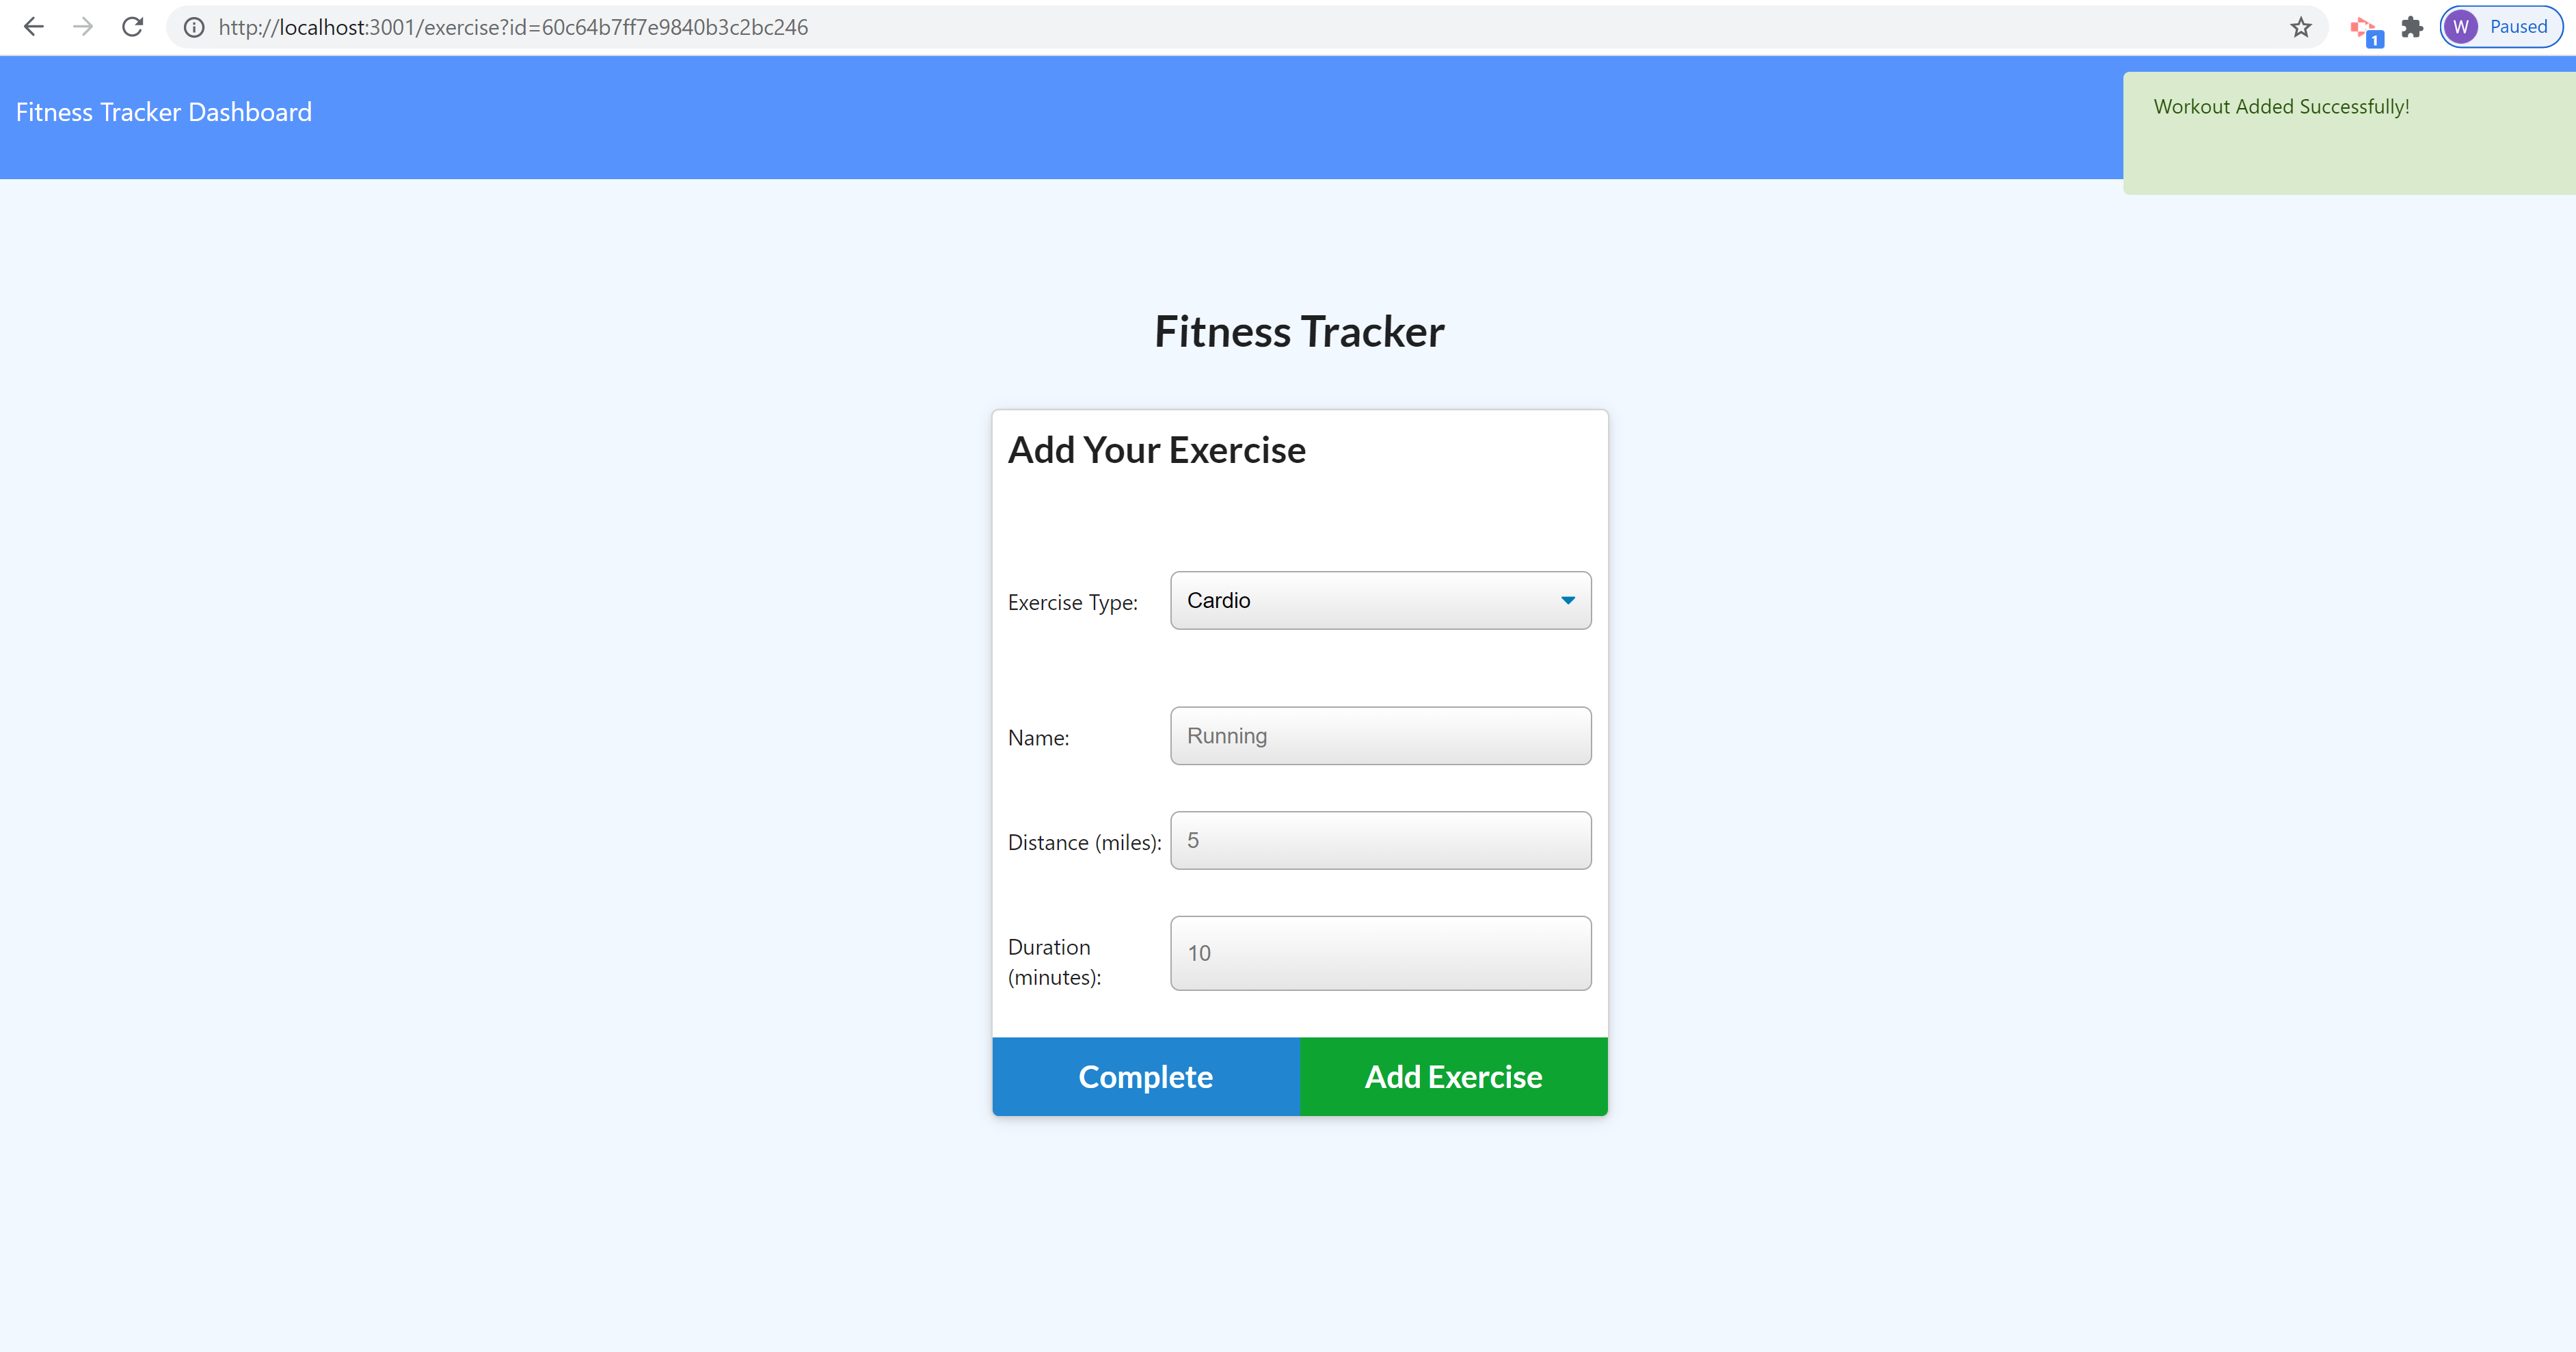 http://localhost:3001/exercise?id=60c64b7ff7e9840b3c2bc246
1
W
Paused
Fitness Tracker Dashboard
Workout Added Successfully!
Fitness Tracker
Add Your Exercise
Exercise Type: Cardio
Name: Running
Distance (miles): 5
Duration
(minutes): 10
Complete
Add Exercise